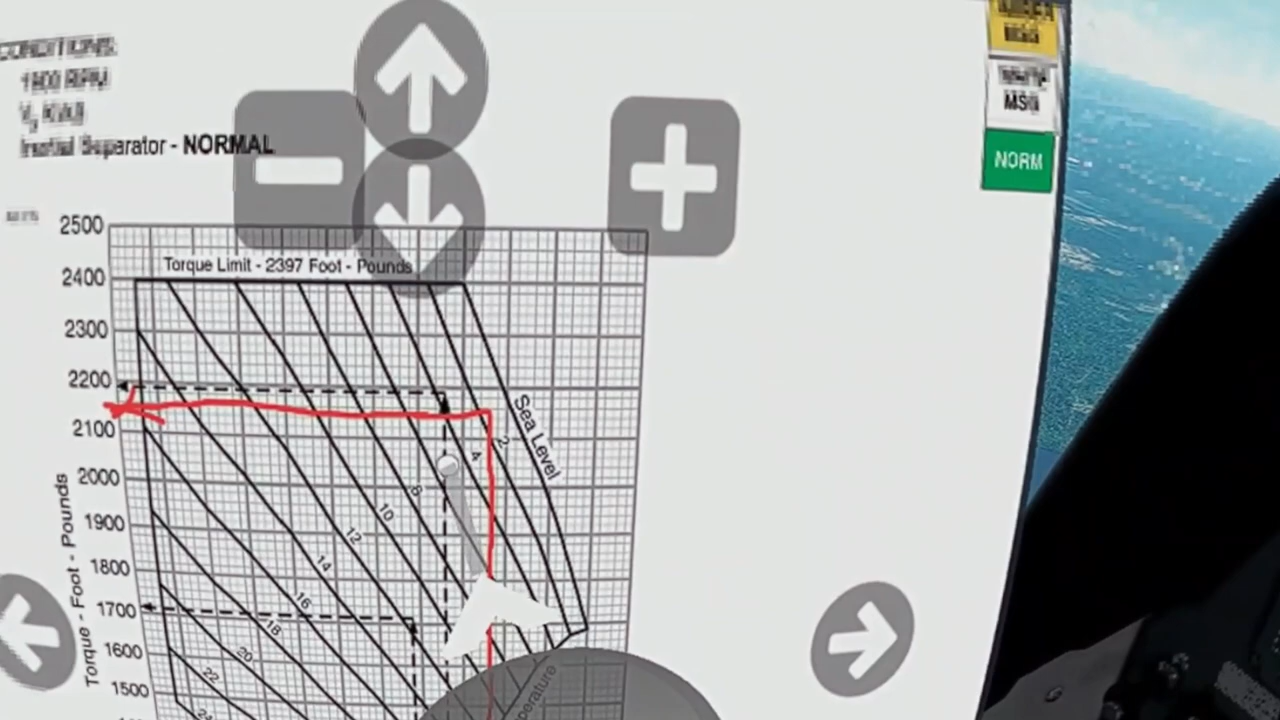 CONDITIONS:
1900 RPM
Inertial Separator - NORMAL
MSG
NORM
2500
Torque Limit - 2397 Foot - Pounds
2400
2300
2200
2100
2000
1900
1800
1700
1600
1500
Torque - Foot - Pounds
Sea Level
2
4
8
10
12
14
16
18
20
22
24